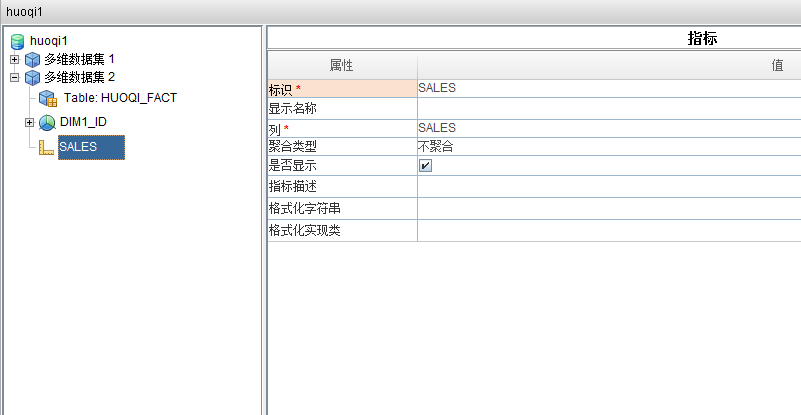 huoqi1
huoqi1
多维数据集 1
多维数据集 2
Table: HUOQI_FACT
DIM1_ID
SALES
指标
属性 值
标识 * SALES
显示名称
列 * SALES
聚合类型 不聚合
是否显示
指标描述
格式化字符串
格式化实现类